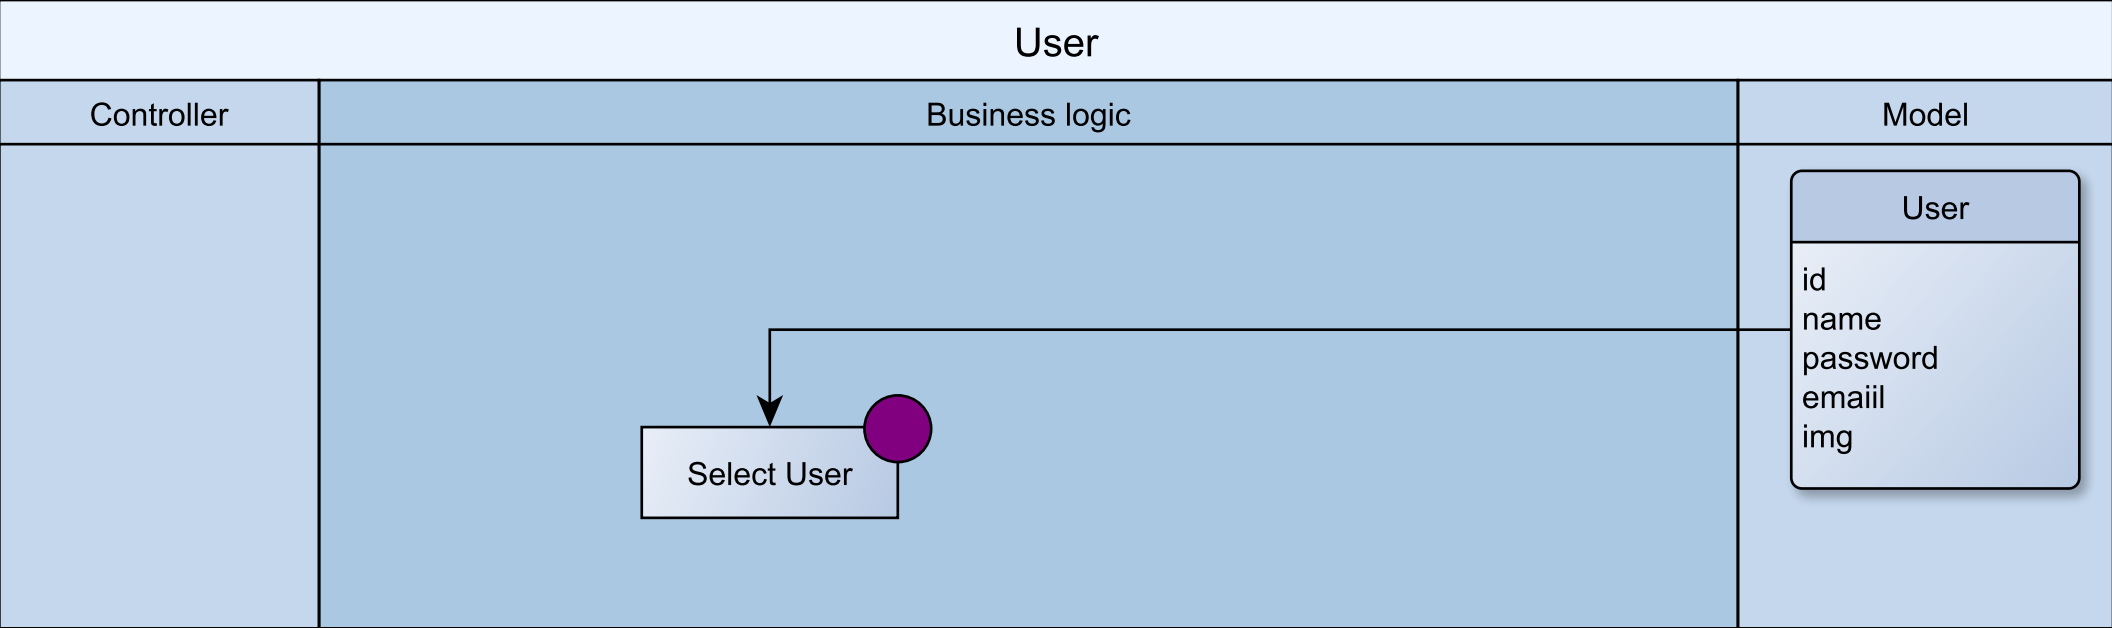 User
Controller
Business logic
Model
User
id
name
password
emaiil
img
Select User